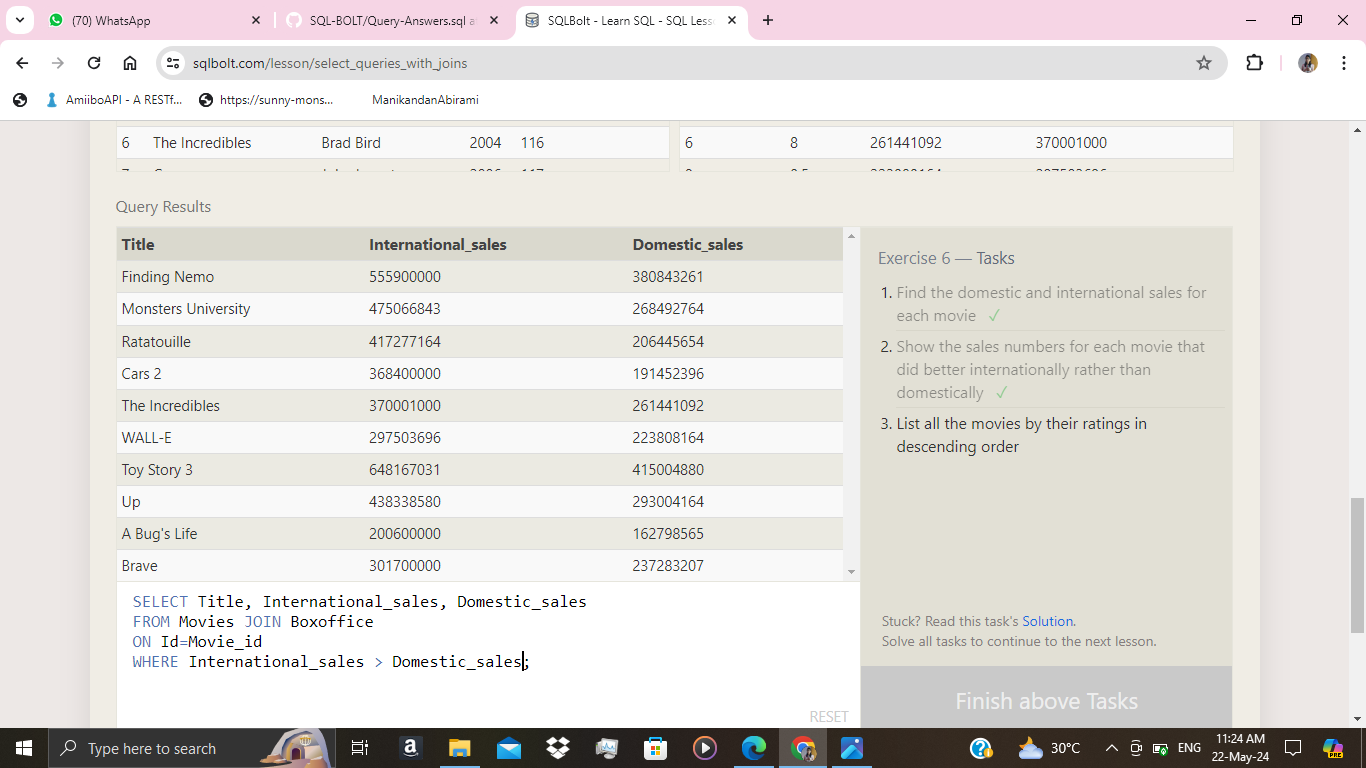 (70) WhatsApp
SQL-BOLT/Query-Answers.sql a
SQLBolt - Learn SQL - SQL Less
sqlbolt.com/lesson/select_queries_with_joins
AmiiboAPI - A RESTf...
https://sunny-mons...
ManikandanAbirami
6 The Incredibles Brad Bird 2004 116
6 8 261441092 370001000
Query Results
Title International_sales Domestic_sales
Finding Nemo 555900000 380843261
Monsters University 475066843 268492764
Ratatouille 417277164 206445654
Cars 2 368400000 191452396
The Incredibles 370001000 261441092
WALL-E 297503696 223808164
Toy Story 3 648167031 415004880
Up 438338580 293004164
A Bug's Life 200600000 162798565
Brave 301700000 237283207
SELECT Title, International_sales, Domestic_sales
FROM Movies JOIN Boxoffice
ON Id=Movie_id
WHERE International_sales > Domestic_sales;
RESET
Exercise 6 — Tasks
1. Find the domestic and international sales for
each movie ✓
2. Show the sales numbers for each movie that
did better internationally rather than
domestically ✓
3. List all the movies by their ratings in
descending order
Stuck? Read this task's Solution.
Solve all tasks to continue to the next lesson.
Finish above Tasks
Type here to search
30°C
ENG
11:24 AM
22-May-24
PRE